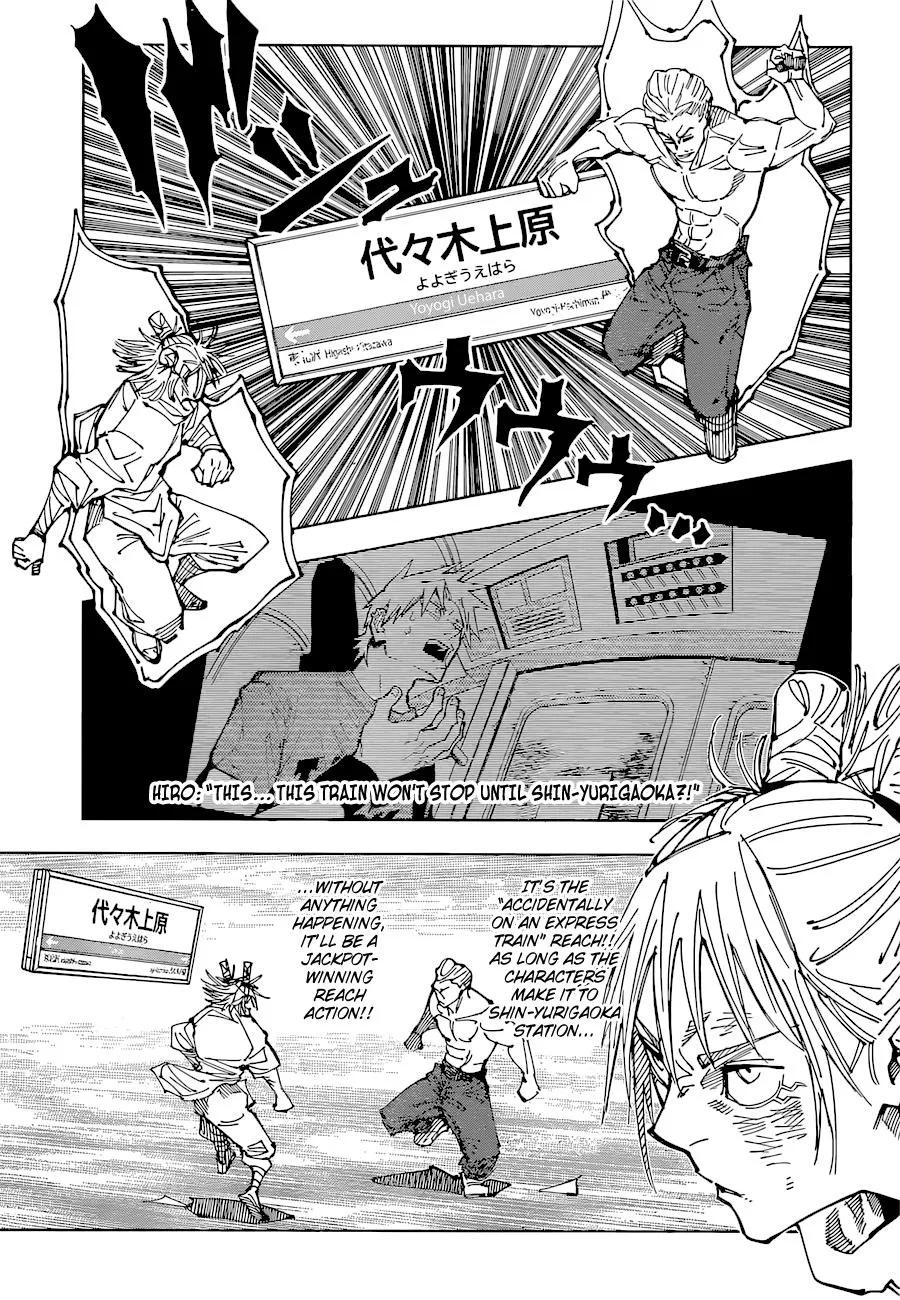 代々木上原
よよぎうえはら
Yoyogi Uehara
Higashi-Kitazawa
HIRO: "THIS... THIS TRAIN WON'T STOP UNTIL SHIN-YURIGAOKA?!"
IT'S THE
"ACCIDENTALLY
ON AN EXPRESS
TRAIN" REACH!!
AS LONG AS THE
CHARACTERS
MAKE IT TO
SHIN-YURIGAOKA
STATION...
...WITHOUT
ANYTHING
HAPPENING,
IT'LL BE A
JACKPOT-
WINNING
REACH
ACTION!!
代々木上原
よよぎうえはら